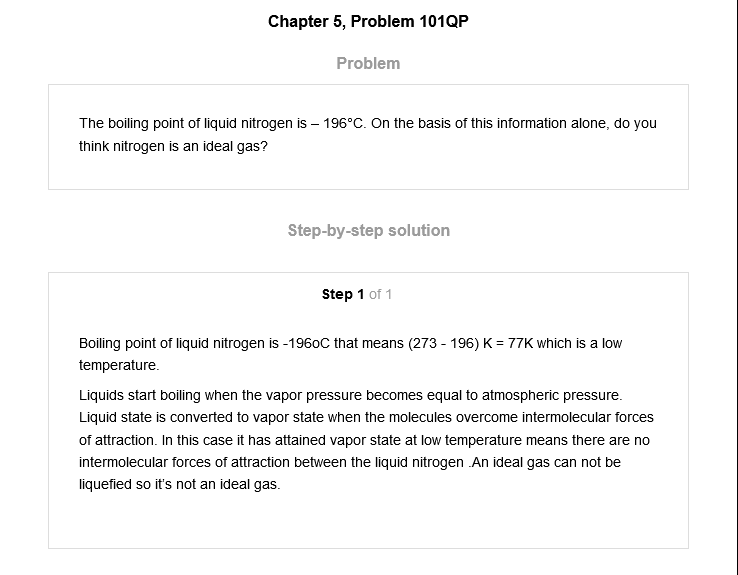 Chapter 5, Problem 101QP
Problem
The boiling point of liquid nitrogen is – 196°C. On the basis of this information alone, do you
think nitrogen is an ideal gas?
Step-by-step solution
Step 1 of 1
Boiling point of liquid nitrogen is -196oC that means (273 - 196) K = 77K which is a low
temperature.
Liquids start boiling when the vapor pressure becomes equal to atmospheric pressure.
Liquid state is converted to vapor state when the molecules overcome intermolecular forces
of attraction. In this case it has attained vapor state at low temperature means there are no
intermolecular forces of attraction between the liquid nitrogen .An ideal gas can not be
liquefied so it's not an ideal gas.